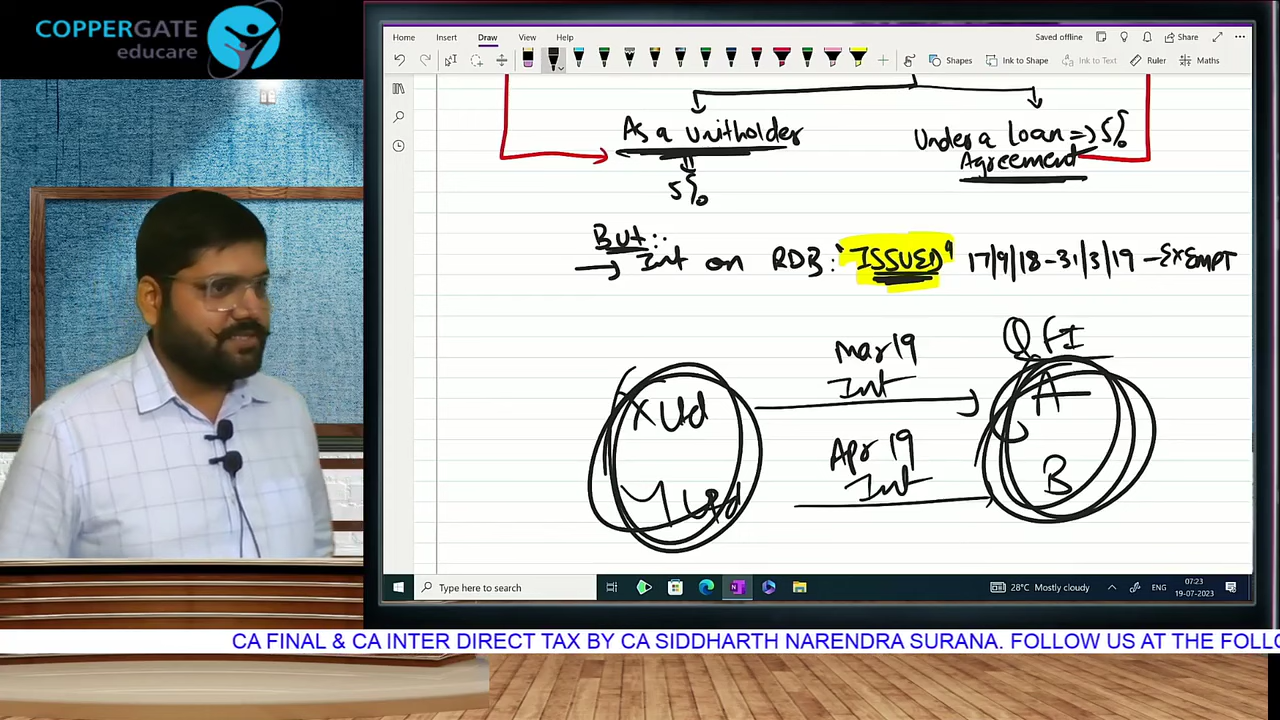 COPPERGATE
educare
Home Insert Draw View Help
Saved offline
Share
Shapes
Ink to Shape
Ink to Text
Ruler
Maths
As a unitholder
5%
Under a loan => 5%
Agreement
But:
Int on RDB: "ISSUED" 17/9/18 - 31/3/19 - EXEMPT
Mar 19
Int
QFI
X Ltd
A
Apr 19
Int
Y Ltd
B
Type here to search
28°C Mostly cloudy
ENG
07:23
19-07-2023
CA FINAL & CA INTER DIRECT TAX BY CA SIDDHARTH NARENDRA SURANA. FOLLOW US AT THE FOLLO